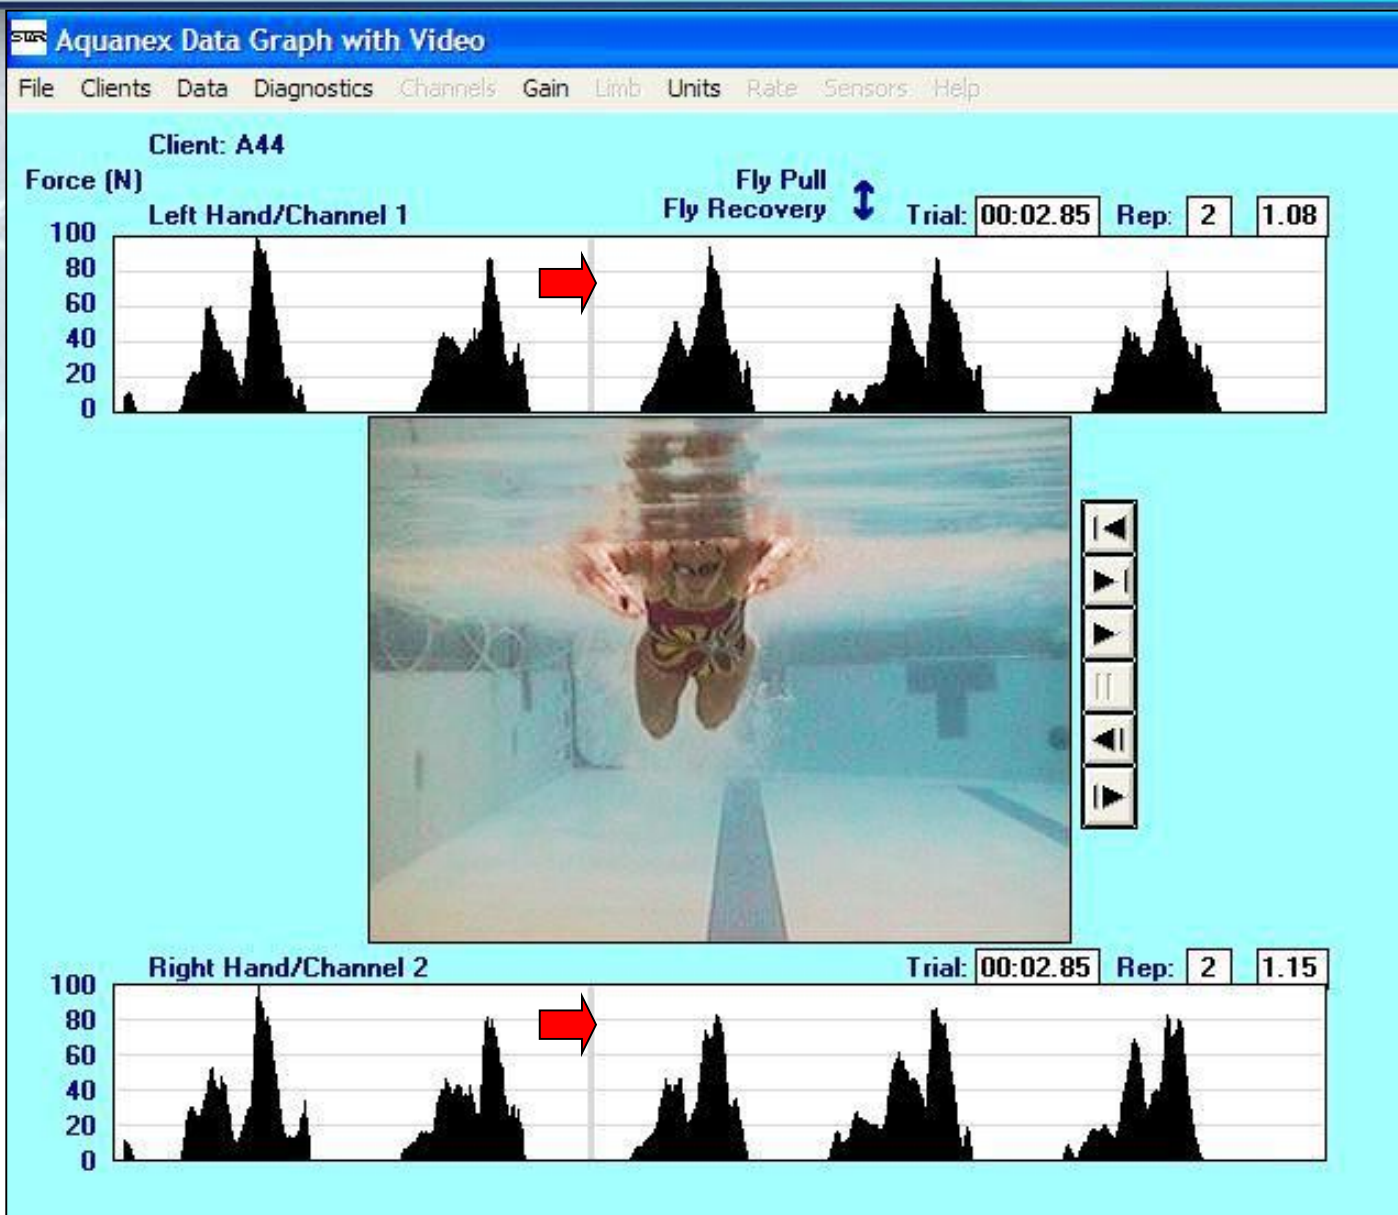 STAR Aquanex Data Graph with Video
File Clients Data Diagnostics Channels Gain Limb Units Rate Sensors Help
Client: A44
Force (N)
Fly Pull
Fly Recovery
Left Hand/Channel 1
Trial: 00:02.85 Rep: 2 1.08
100
80
60
40
20
0
Right Hand/Channel 2
Trial: 00:02.85 Rep: 2 1.15
100
80
60
40
20
0